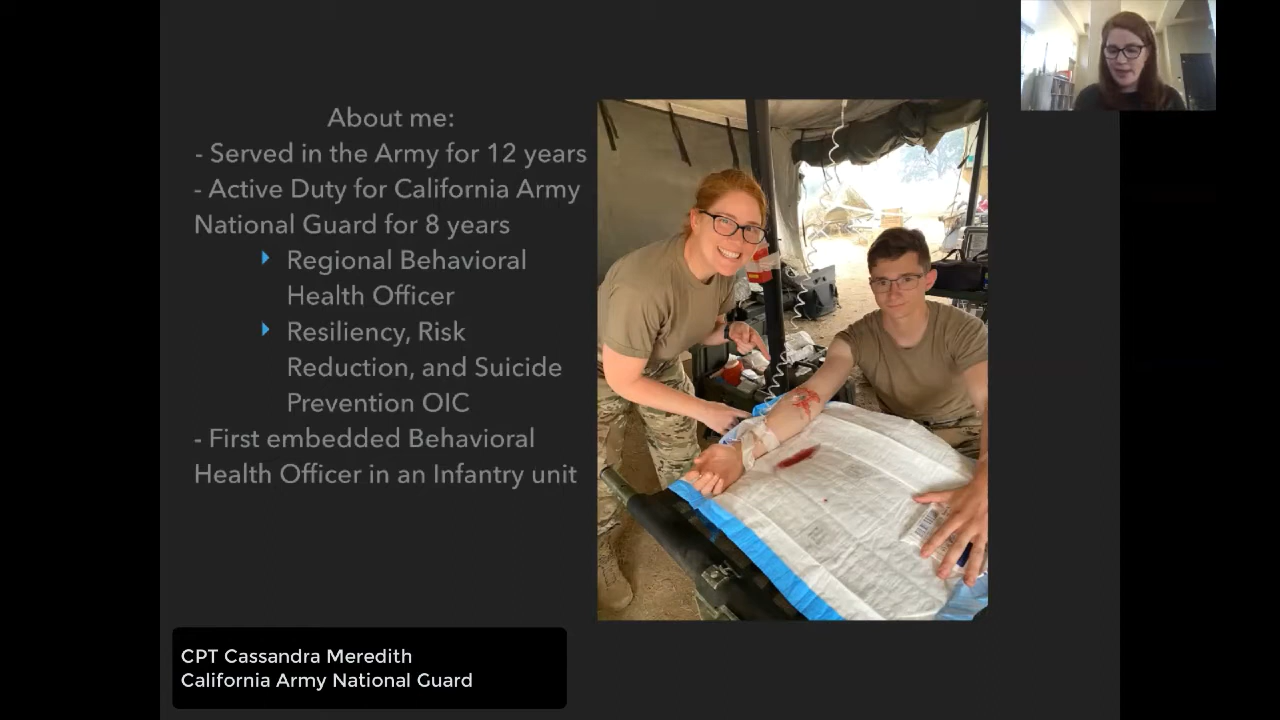 About me:
- Served in the Army for 12 years
- Active Duty for California Army
National Guard for 8 years
Regional Behavioral
Health Officer
Resiliency, Risk
Reduction, and Suicide
Prevention OIC
- First embedded Behavioral
Health Officer in an Infantry unit
CPT Cassandra Meredith
California Army National Guard